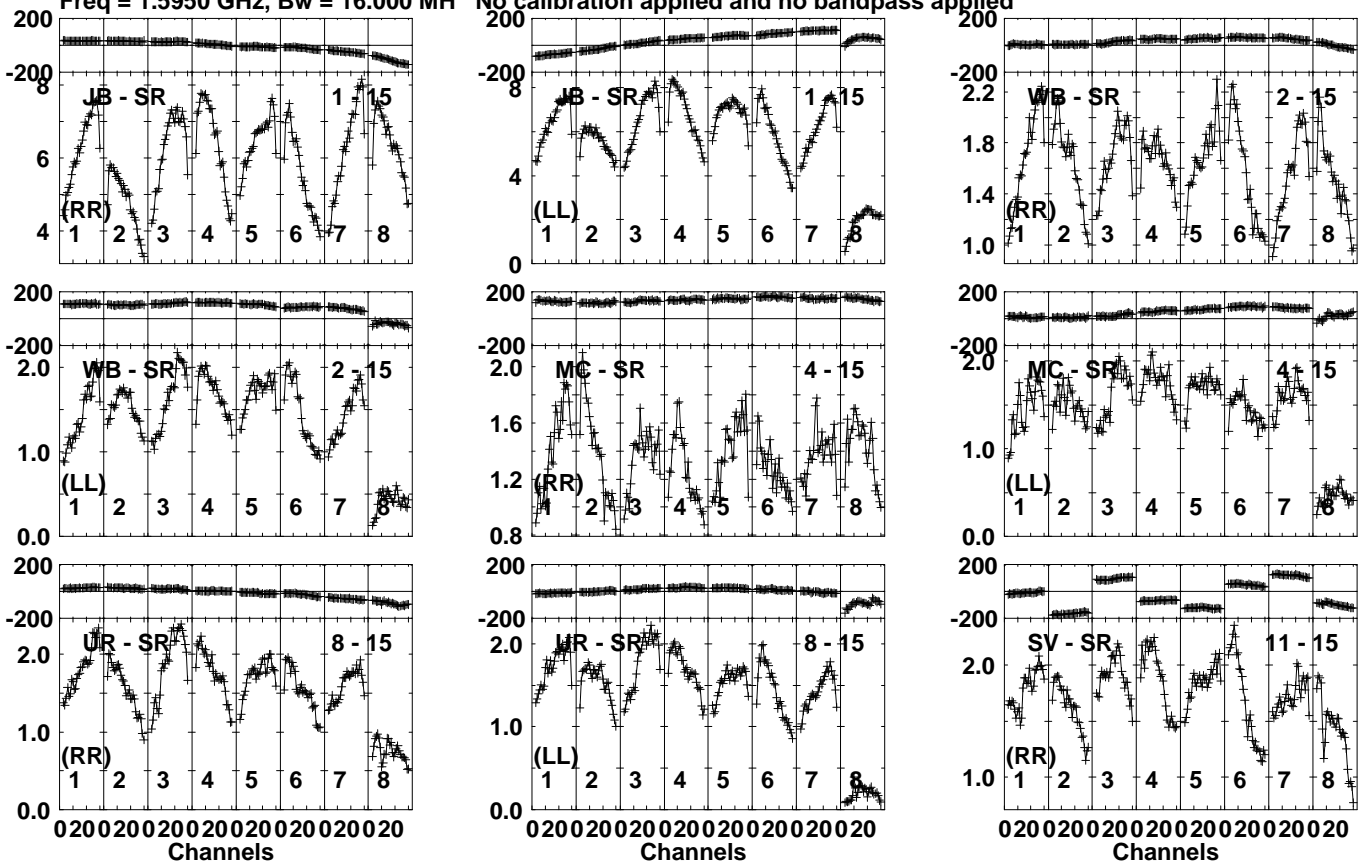 Freq = 1.5950 GHz, Bw = 16.000 MH No calibration applied and no bandpass applied
200 200 200
-200 -200 -200
8 JB - SR 1 - 15 8 JB - SR 1 - 15 2.2 WB - SR 2 - 15
6 4 1.8
1.4
(RR) (LL) (RR)
4 1 2 3 4 5 6 7 8 0 1 2 3 4 5 6 7 8 1.0 1 2 3 4 5 6 7 8
200 200 200
-200 -200 -200
2.0 WB - SR 2 - 15 2.0 MC - SR 4 - 15 2.0 MC - SR 4 - 15
1.6
1.0 1.2 1.0
(LL) (RR) (LL)
1 2 3 4 5 6 7 8 1 2 3 4 5 6 7 8 1 2 3 4 5 6 7 8
0.0 0.8 0.0
200 200 200
-200 -200 -200
2.0 UR - SR 8 - 15 2.0 UR - SR 8 - 15 2.0 SV - SR 11 - 15
1.0 (RR) 1.0 (LL) (RR)
1 2 3 4 5 6 7 8 1 2 3 4 5 6 7 8 1.0 1 2 3 4 5 6 7 8
0.0 0.0
0 20 0 20 0 20 0 20 0 20 0 20 0 20 0 20 0 20 0 20 0 20 0 20 0 20 0 20 0 20 0 20 0 20 0 20 0 20 0 20 0 20 0 20 0 20 0 20
Channels Channels Channels